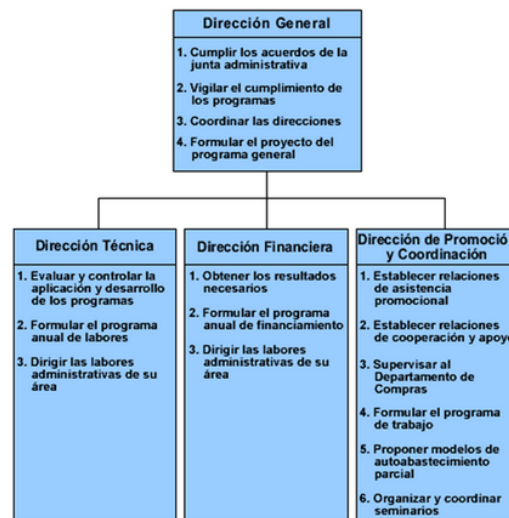 Dirección General
1. Cumplir los acuerdos de la
junta administrativa
2. Vigilar el cumplimiento de
los programas
3. Coordinar las direcciones
4. Formular el proyecto del
programa general
Dirección Técnica
1. Evaluar y controlar la
aplicación y desarrollo
de los programas
2. Formular el programa
anual de labores
3. Dirigir las labores
administrativas de su
área
Dirección Financiera
1. Obtener los resultados
necesarios
2. Formular el programa
anual de financiamiento
3. Dirigir las labores
administrativas de su
área
Dirección de Promoció
y Coordinación
1. Establecer relaciones
de asistencia
promocional
2. Establecer relaciones
de cooperación y apoyo
3. Supervisar al
Departamento de
Compras
4. Formular el programa
de trabajo
5. Proponer modelos de
autoabastecimiento
parcial
6. Organizar y coordinar
seminarios